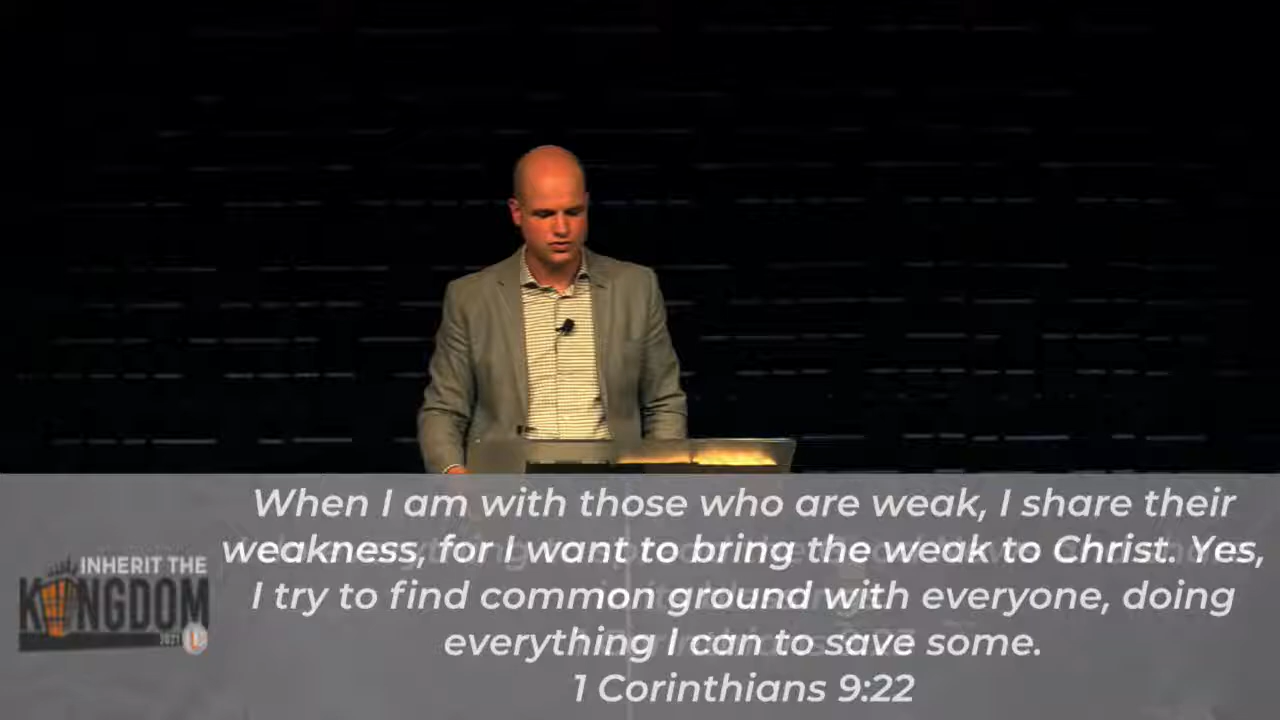 When I am with those who are weak, I share their
weakness, for I want to bring the weak to Christ. Yes,
I try to find common ground with everyone, doing
everything I can to save some.
1 Corinthians 9:22
INHERIT THE
KINGDOM
2021